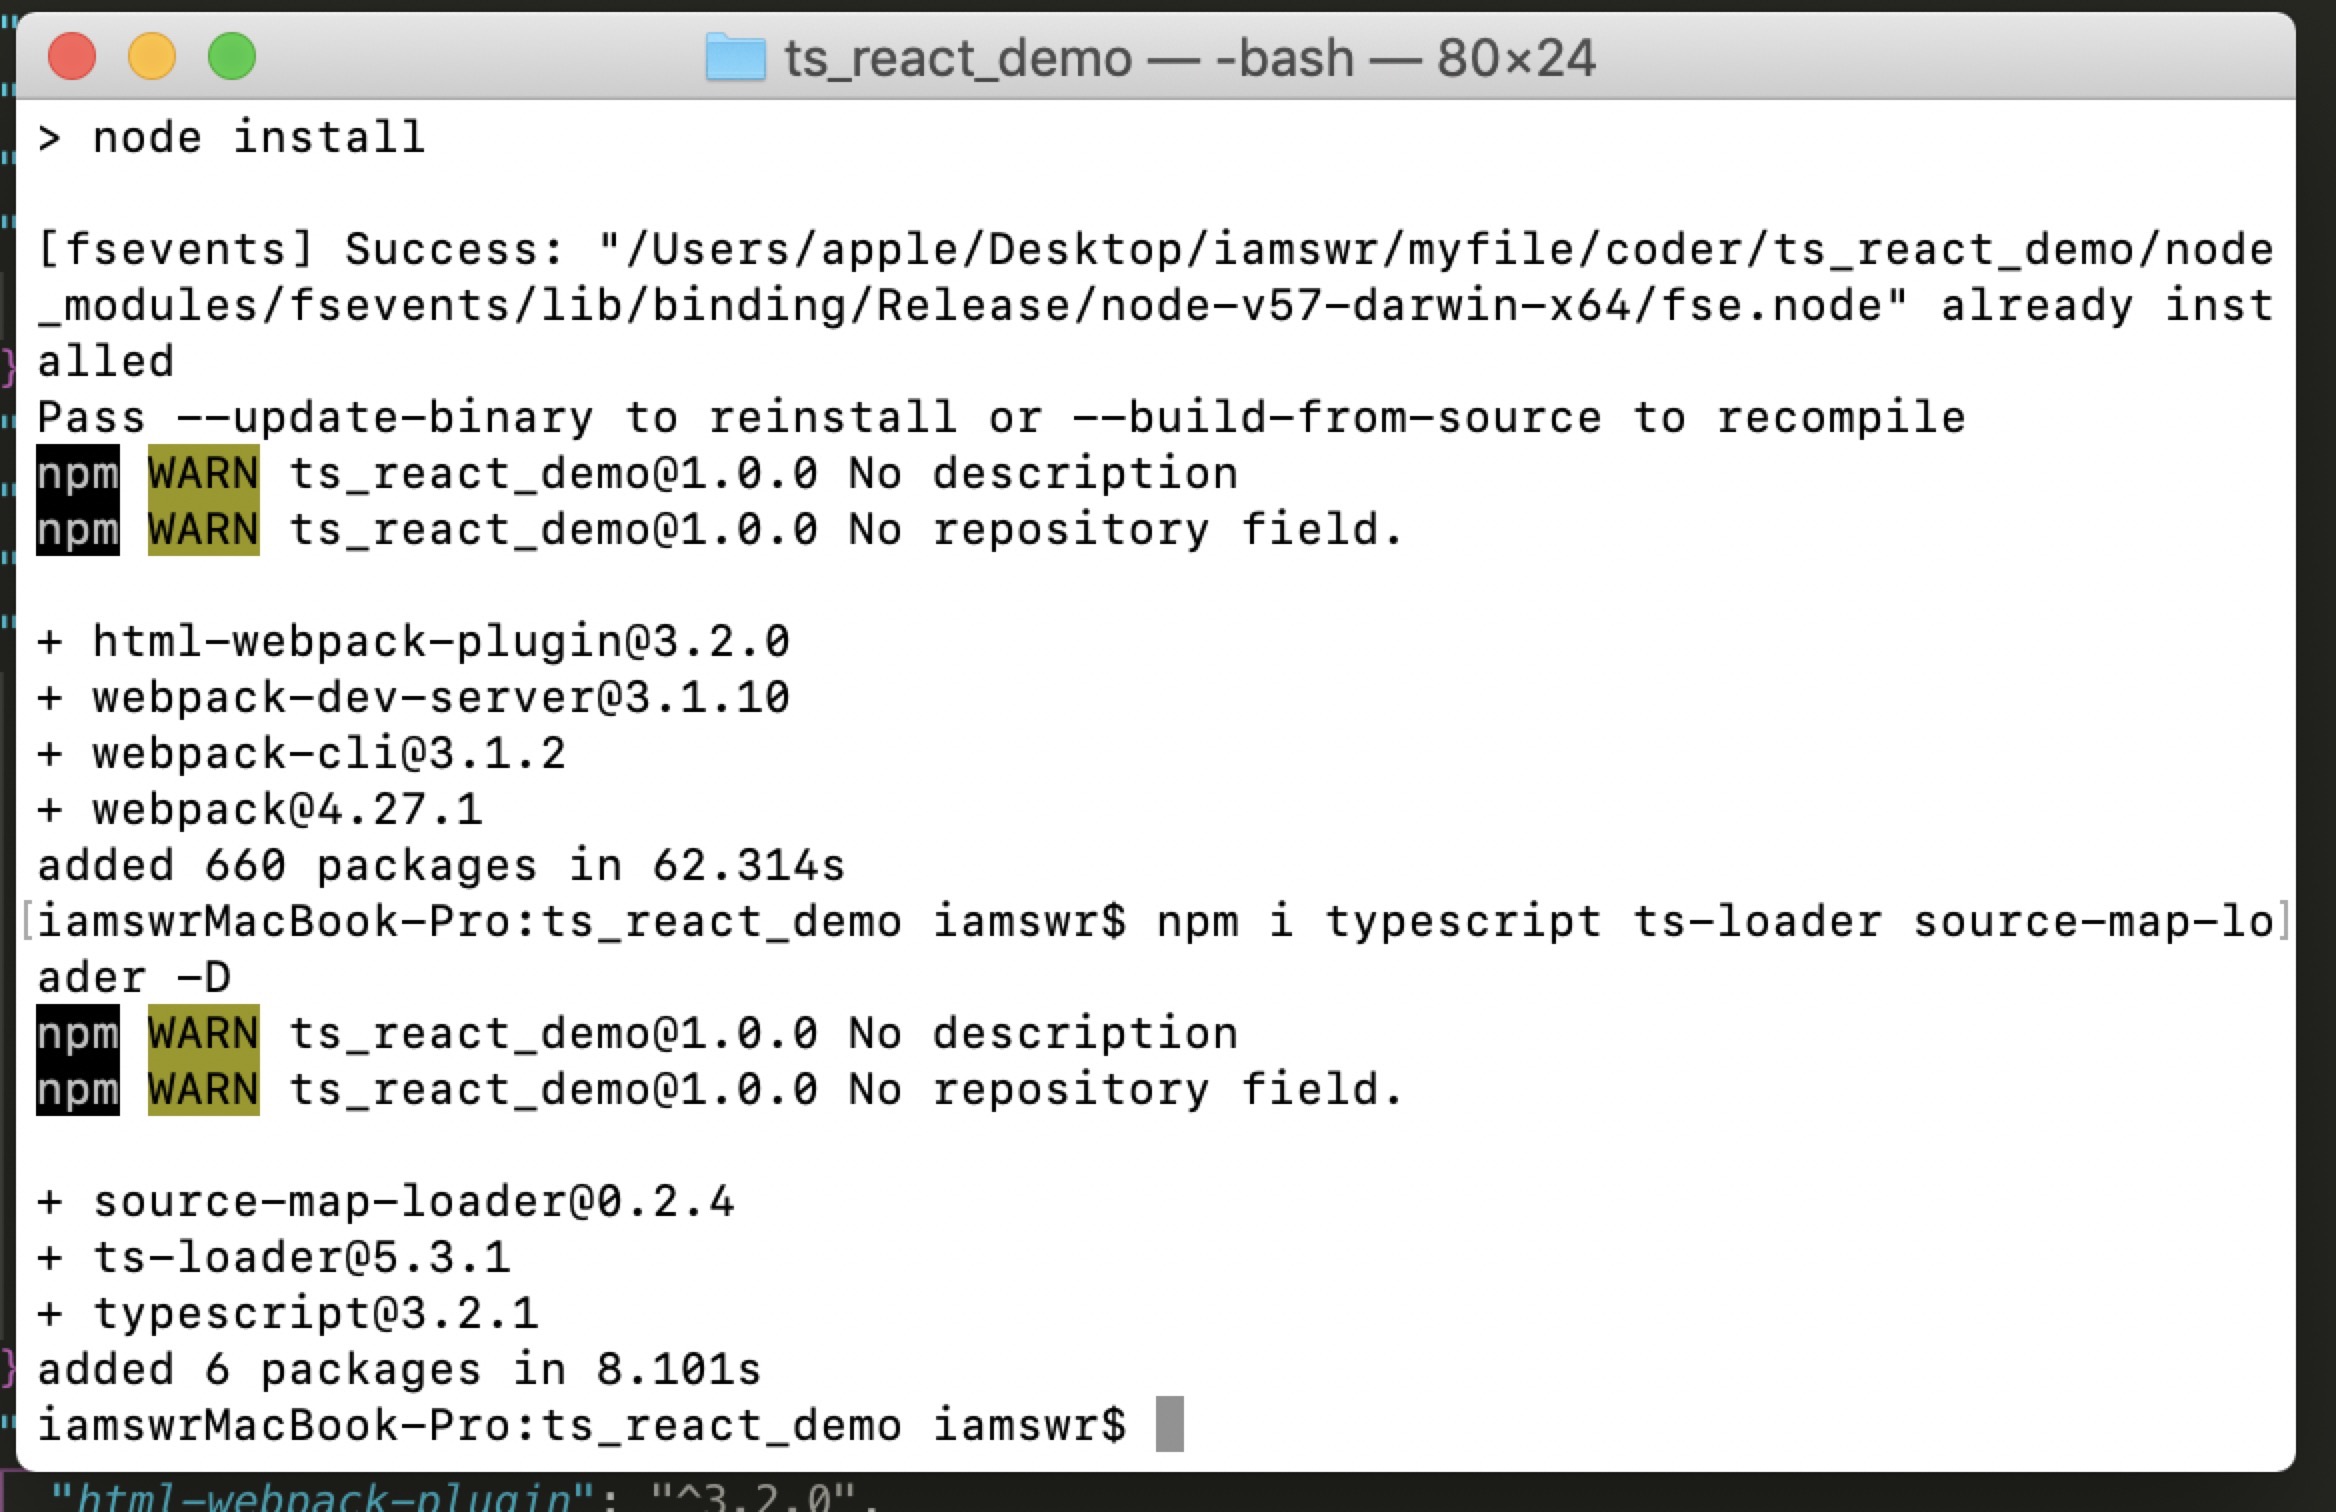 ts_react_demo — -bash — 80×24
> node install
[fsevents] Success: "/Users/apple/Desktop/iamswr/myfile/coder/ts_react_demo/node
_modules/fsevents/lib/binding/Release/node-v57-darwin-x64/fse.node" already inst
alled
Pass --update-binary to reinstall or --build-from-source to recompile
npm WARN ts_react_demo@1.0.0 No description
npm WARN ts_react_demo@1.0.0 No repository field.
+ html-webpack-plugin@3.2.0
+ webpack-dev-server@3.1.10
+ webpack-cli@3.1.2
+ webpack@4.27.1
added 660 packages in 62.314s
[iamswrMacBook-Pro:ts_react_demo iamswr$ npm i typescript ts-loader source-map-lo]
ader -D
npm WARN ts_react_demo@1.0.0 No description
npm WARN ts_react_demo@1.0.0 No repository field.
+ source-map-loader@0.2.4
+ ts-loader@5.3.1
+ typescript@3.2.1
added 6 packages in 8.101s
iamswrMacBook-Pro:ts_react_demo iamswr$
"html-webpack-plugin": "^3.2.0",